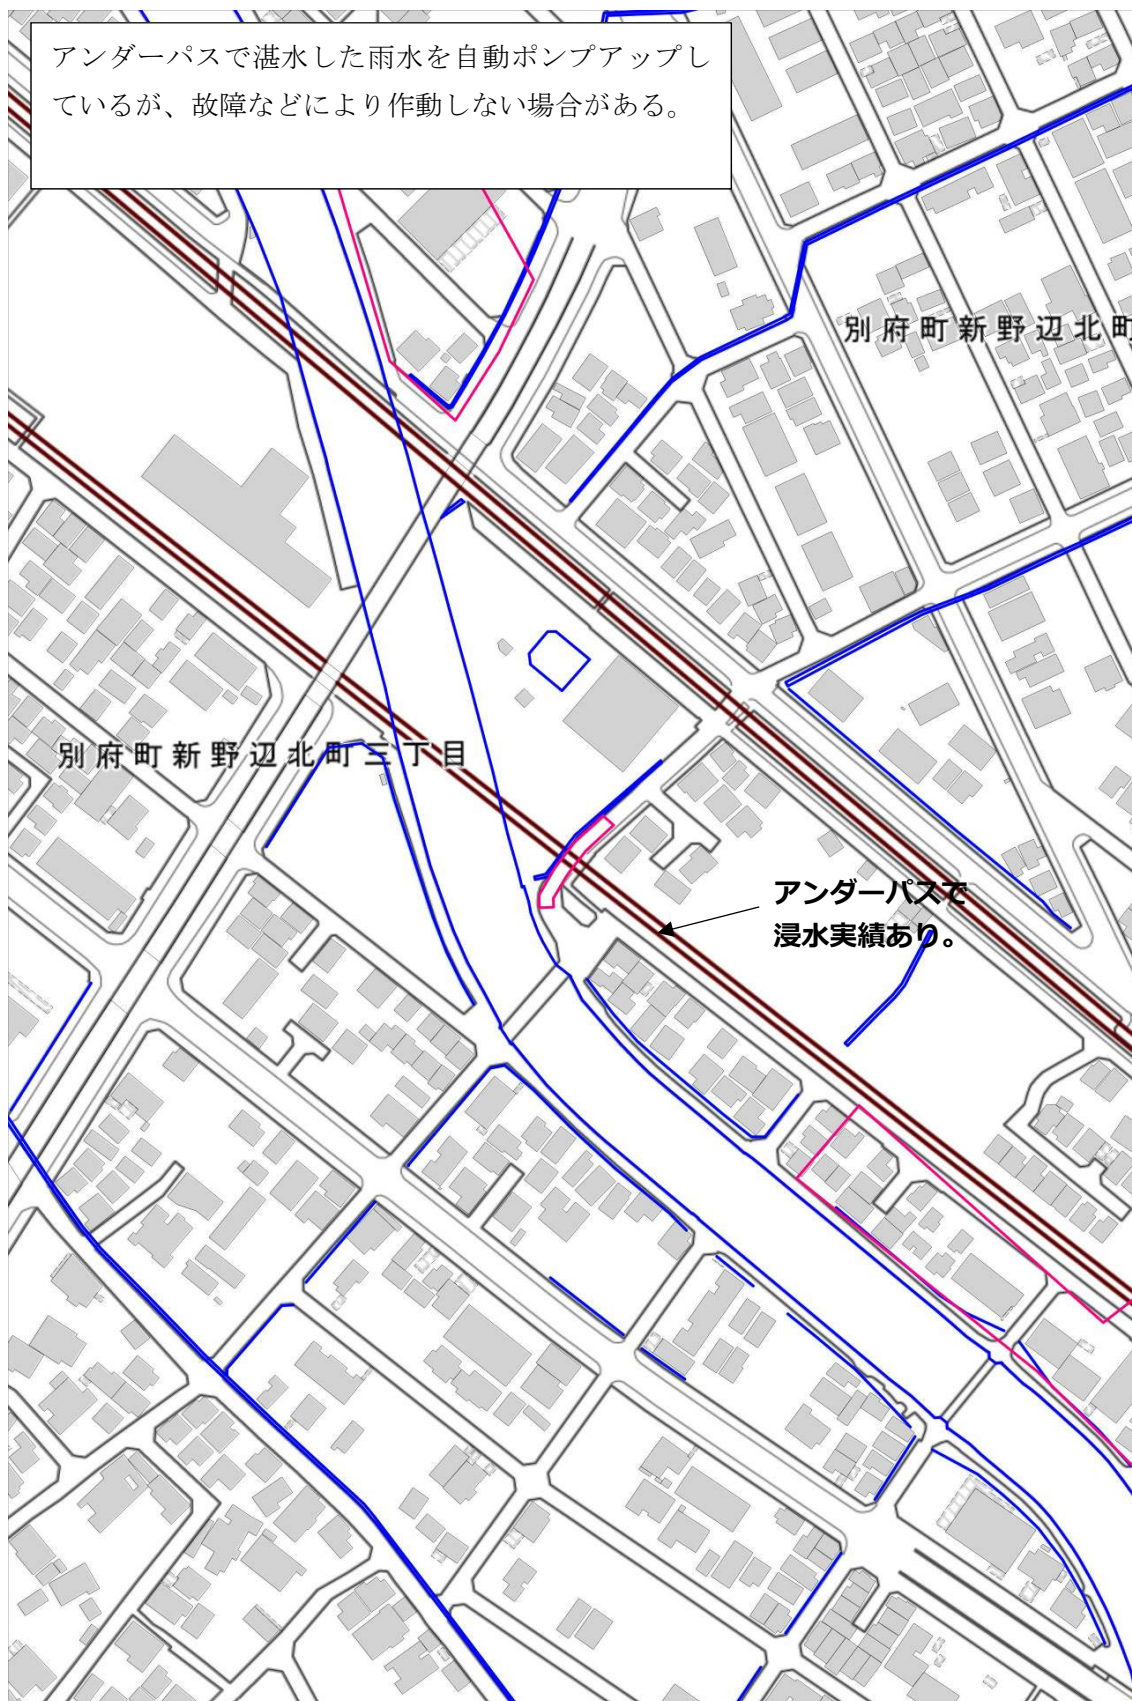 アンダーパスで湛水した雨水を自動ポンプアップし
ているが、故障などにより作動しない場合がある。
別府町新野辺北町
別府町新野辺北町三丁目
アンダーパスで
浸水実績あり。